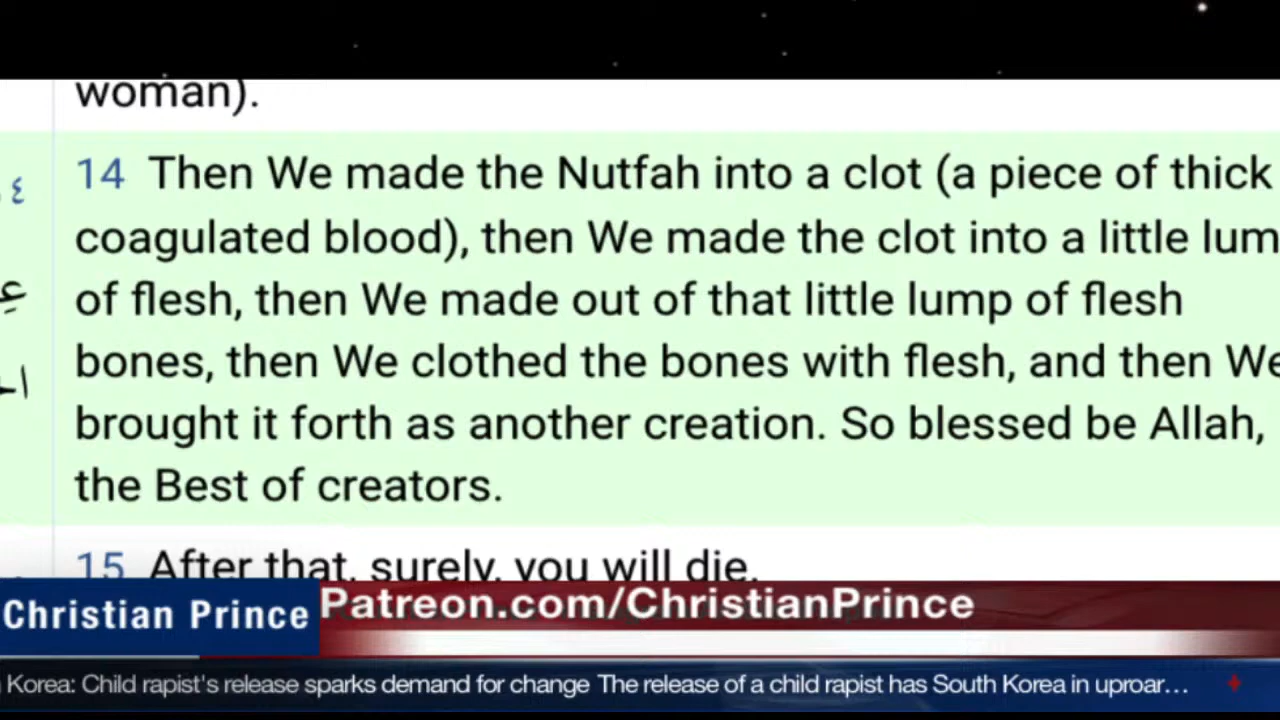 woman).
14 Then We made the Nutfah into a clot (a piece of thick
٤
coagulated blood), then We made the clot into a little lum
of flesh, then We made out of that little lump of flesh
bones, then We clothed the bones with flesh, and then We
brought it forth as another creation. So blessed be Allah,
the Best of creators.
15 After that, surely, you will die.
Christian Prince
Patreon.com/ChristianPrince
Korea: Child rapist's release sparks demand for change The release of a child rapist has South Korea in uproar...